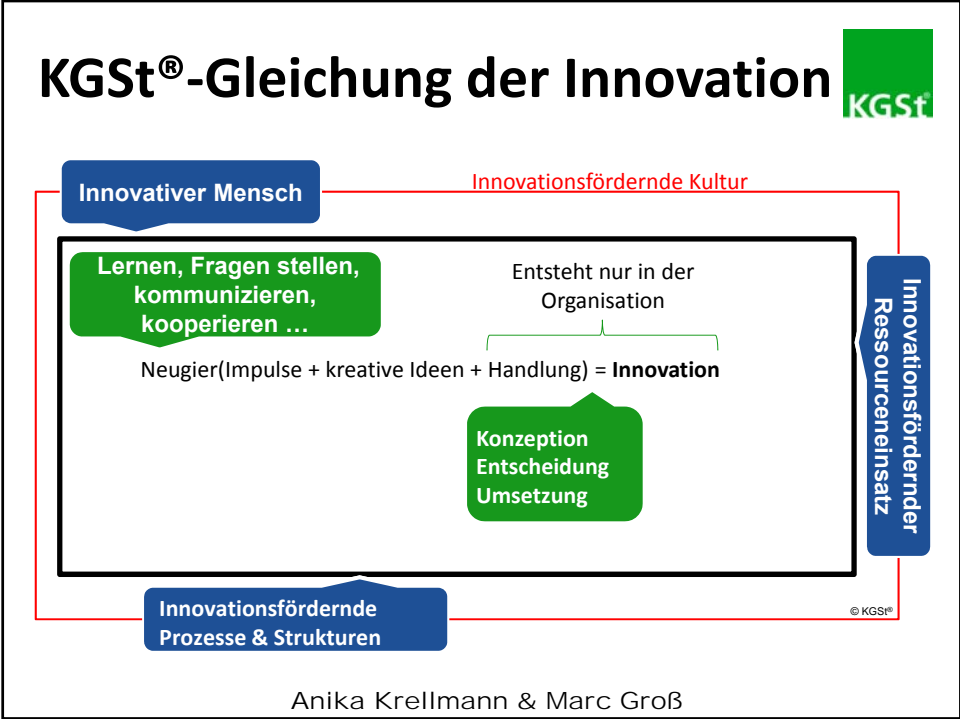 KGSt®-Gleichung der Innovation
KGSt®
Innovativer Mensch
Innovationsfördernde Kultur
Lernen, Fragen stellen,
kommunizieren,
kooperieren …
Entsteht nur in der
Organisation
Neugier(Impulse + kreative Ideen + Handlung) = Innovation
Konzeption
Entscheidung
Umsetzung
Innovationsfördernder
Ressourceneinsatz
Innovationsfördernde
Prozesse & Strukturen
© KGSt®
Anika Krellmann & Marc Groß